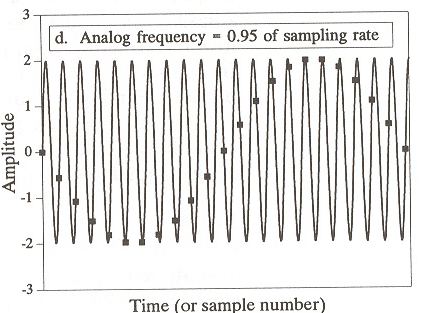 d. Analog frequency = 0.95 of sampling rate
3
2
1
0
-1
-2
-3
Amplitude
Time (or sample number)